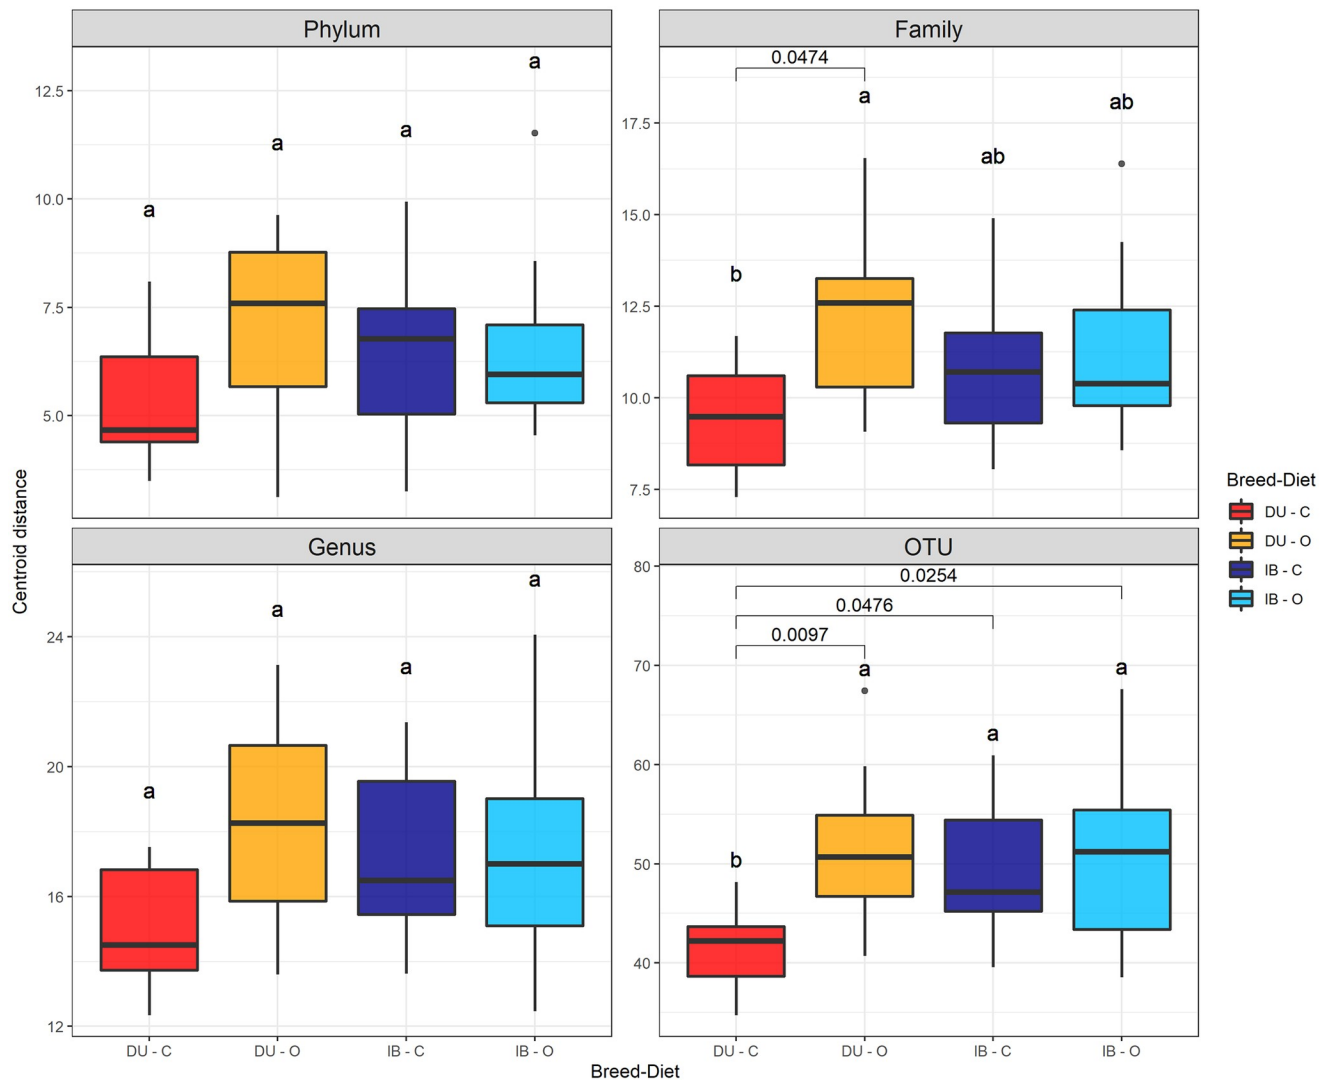 Phylum
Family
12.5
10.0
7.5
5.0
a
a
a
a
17.5
15.0
12.5
10.0
7.5
0.0474
b
a
ab
ab
Centroid distance
Genus
OTU
24
20
16
12
a
a
a
a
80
70
60
50
40
0.0254
0.0476
0.0097
b
a
a
a
DU - C
DU - O
IB - C
IB - O
DU - C
DU - O
IB - C
IB - O
Breed-Diet
Breed-Diet
DU - C
DU - O
IB - C
IB - O